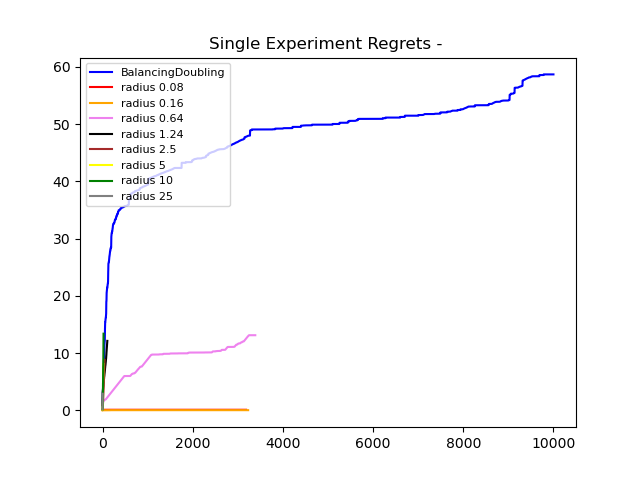 Single Experiment Regrets -
60
50
40
30
20
10
0
BalancingDoubling
radius 0.08
radius 0.16
radius 0.64
radius 1.24
radius 2.5
radius 5
radius 10
radius 25
0 2000 4000 6000 8000 10000